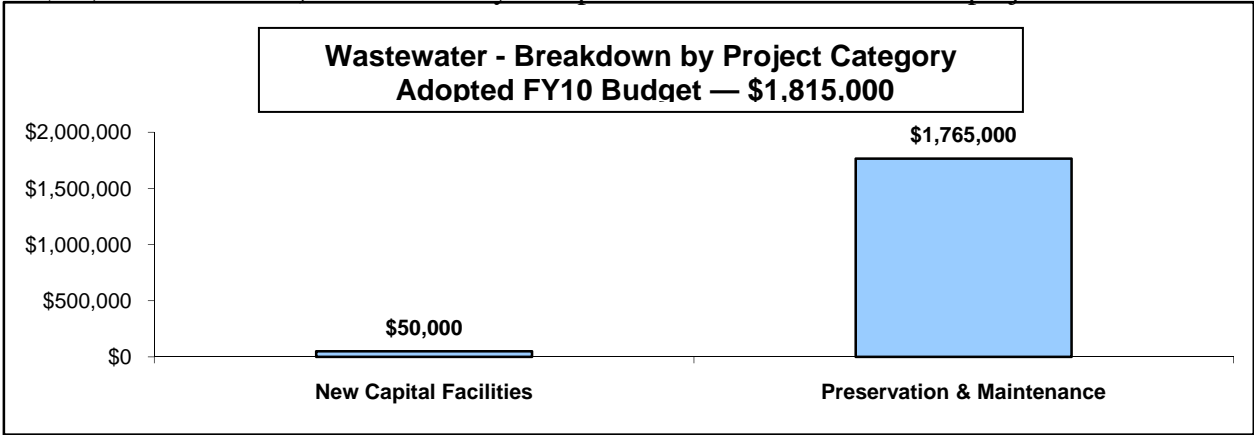 Wastewater - Breakdown by Project Category
Adopted FY10 Budget — $1,815,000
$2,000,000
$1,500,000
$1,000,000
$500,000
$0
$50,000
$1,765,000
New Capital Facilities
Preservation & Maintenance